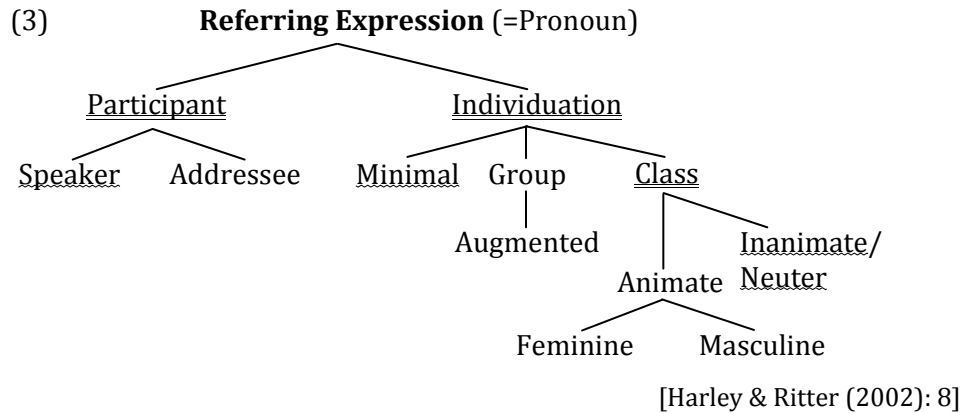 (3) Referring Expression (=Pronoun)
Participant Individuation
Speaker Addressee Minimal Group Class
Augmented Inanimate/
Animate Neuter
Feminine Masculine
[Harley & Ritter (2002): 8]